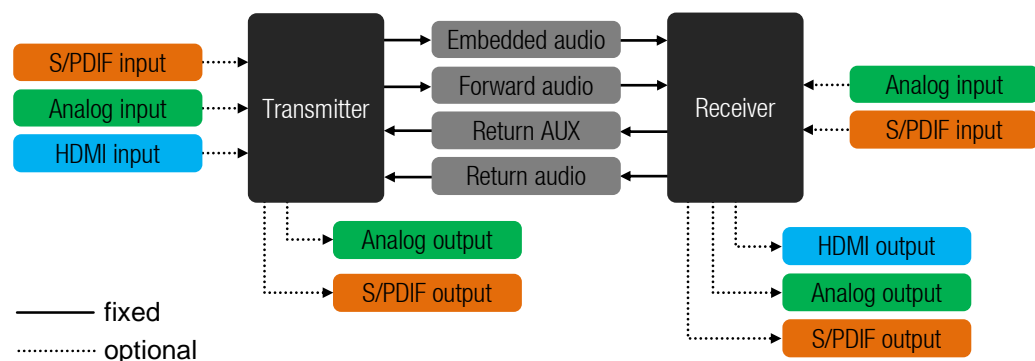 S/PDIF input
Analog input
HDMI input
Transmitter
Embedded audio
Forward audio
Return AUX
Return audio
Receiver
Analog input
S/PDIF input
Analog output
S/PDIF output
HDMI output
Analog output
S/PDIF output
fixed
optional